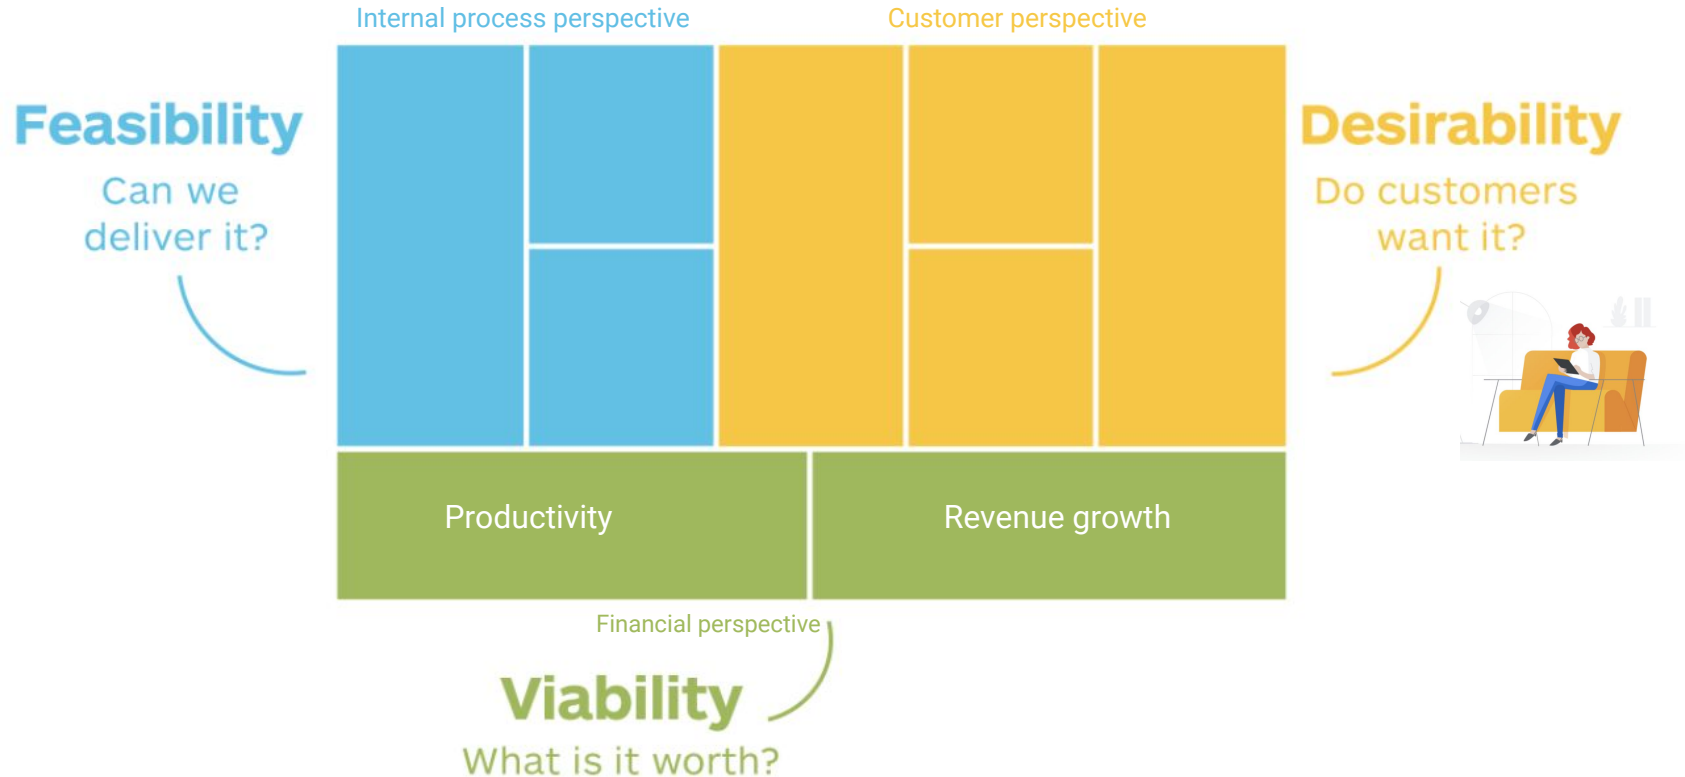 Internal process perspective
Customer perspective
Feasibility
Can we
deliver it?
Desirability
Do customers
want it?
Productivity
Revenue growth
Financial perspective
Viability
What is it worth?